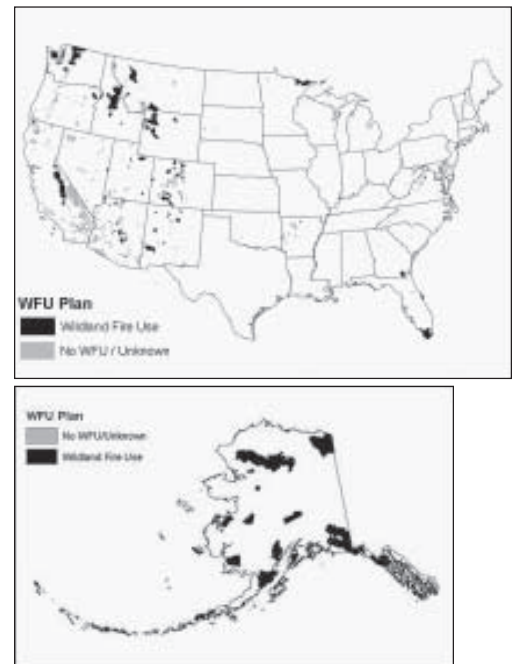 WFU Plan
Wildland Fire Use
No WFU / Unknown
WFU Plan
No WFU/Unknown
Wildland Fire Use